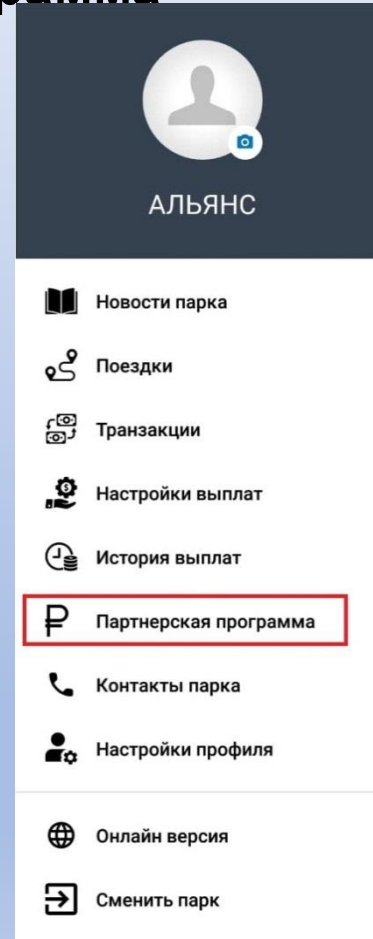 АЛЬЯНС
Новости парка
Поездки
Транзакции
Настройки выплат
История выплат
Партнерская программа
Контакты парка
Настройки профиля
Онлайн версия
Сменить парк